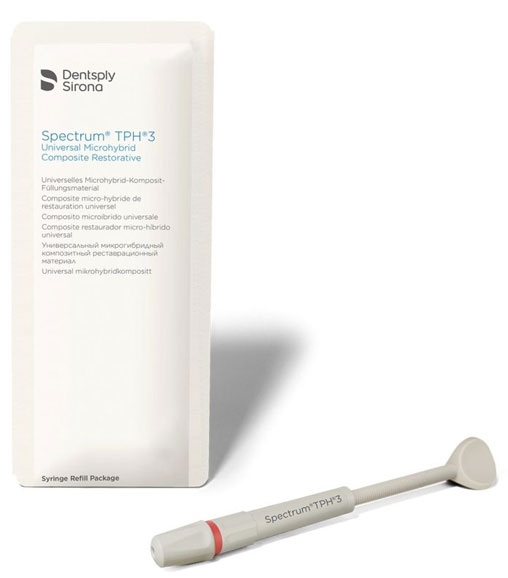 Dentsply
Sirona
Spectrum® TPH®3
Universal Microhybrid
Composite Restorative
Universelles Microhybrid-Komposit-
Füllungsmaterial
Composite micro-hybride de
restauration universel
Composito microibrido universale
Composite restaurador micro-híbrido
universal
Универсальный микрогибридный
композитный реставрационный
материал
Universal mikrohybridkompositt
Syringe Refill Package
Spectrum®TPH®3